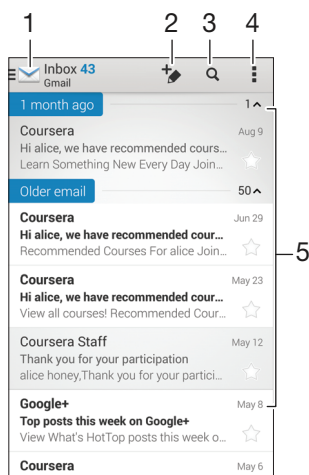 1 2 3 4
Inbox 43
Gmail
1 month ago 1
Coursera Aug 9
Hi alice, we have recommended cours...
Learn Something New Every Day Join...
Older email 50
Coursera Jun 29
Hi alice, we have recommended cour...
Recommended Courses For alice Join...
5
Coursera May 23
Hi alice, we have recommended cour...
View all courses! Recommended Cour...
Coursera Staff May 12
Thank you for your participation
alice honey,Thank you for your partici...
Google+ May 8
Top posts this week on Google+
View What's HotTop posts this week o...
Coursera May 6